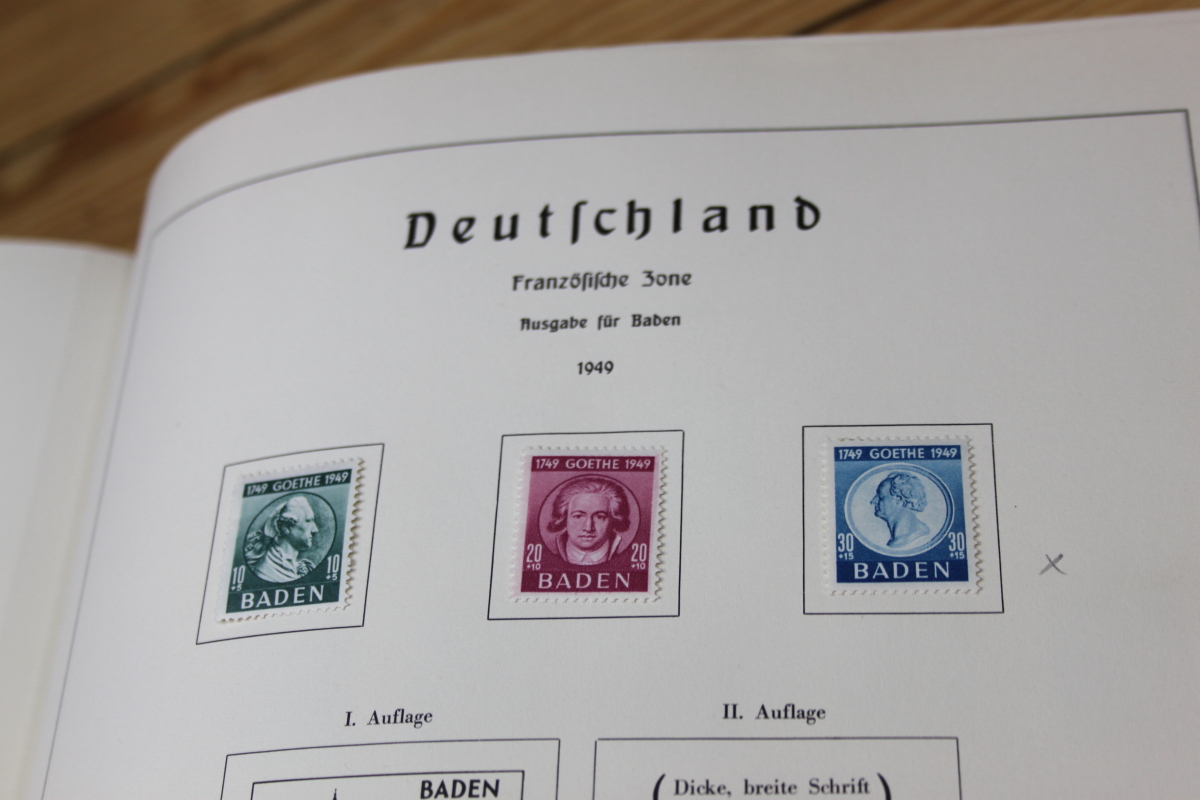 Deutſchland
Franzöſiſche Zone
Ausgabe für Baden
1949
1749 GOETHE 1949
10 +5
10 +5
BADEN
1749 GOETHE 1949
20 +10
20 +10
BADEN
1749 GOETHE 1949
30 +15
30 +15
BADEN
x
I. Auflage
II. Auflage
BADEN
(Dicke, breite Schrift)